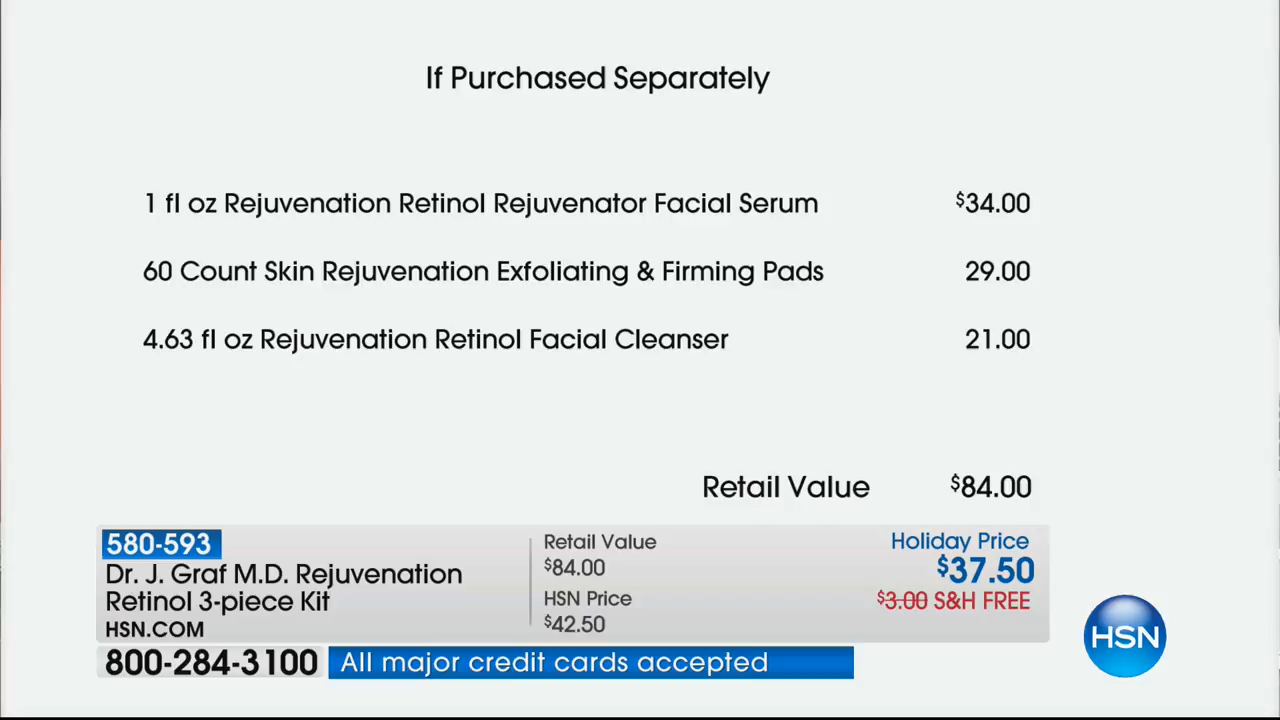 If Purchased Separately
1 fl oz Rejuvenation Retinol Rejuvenator Facial Serum $34.00
60 Count Skin Rejuvenation Exfoliating & Firming Pads 29.00
4.63 fl oz Rejuvenation Retinol Facial Cleanser 21.00
Retail Value $84.00
580-593
Dr. J. Graf M.D. Rejuvenation
Retinol 3-piece Kit
HSN.COM
Retail Value
$84.00
HSN Price
$42.50
Holiday Price
$37.50
$3.00 S&H FREE
HSN
800-284-3100 All major credit cards accepted